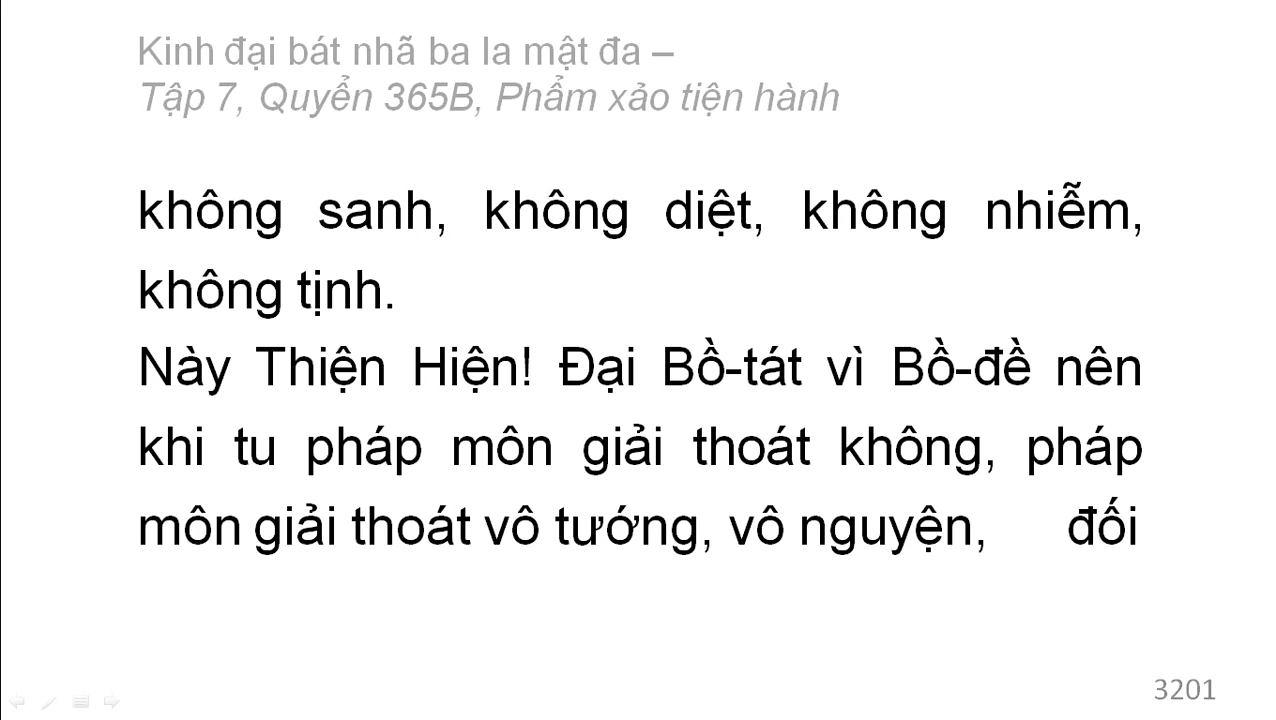 Kinh đại bát nhã ba la mật đa –
Tập 7, Quyển 365B, Phẩm xảo tiện hành
không sanh, không diệt, không nhiễm,
không tịnh.
Này Thiện Hiện! Đại Bồ-tát vì Bồ-đề nên
khi tu pháp môn giải thoát không, pháp
môn giải thoát vô tướng, vô nguyện, đối
3201